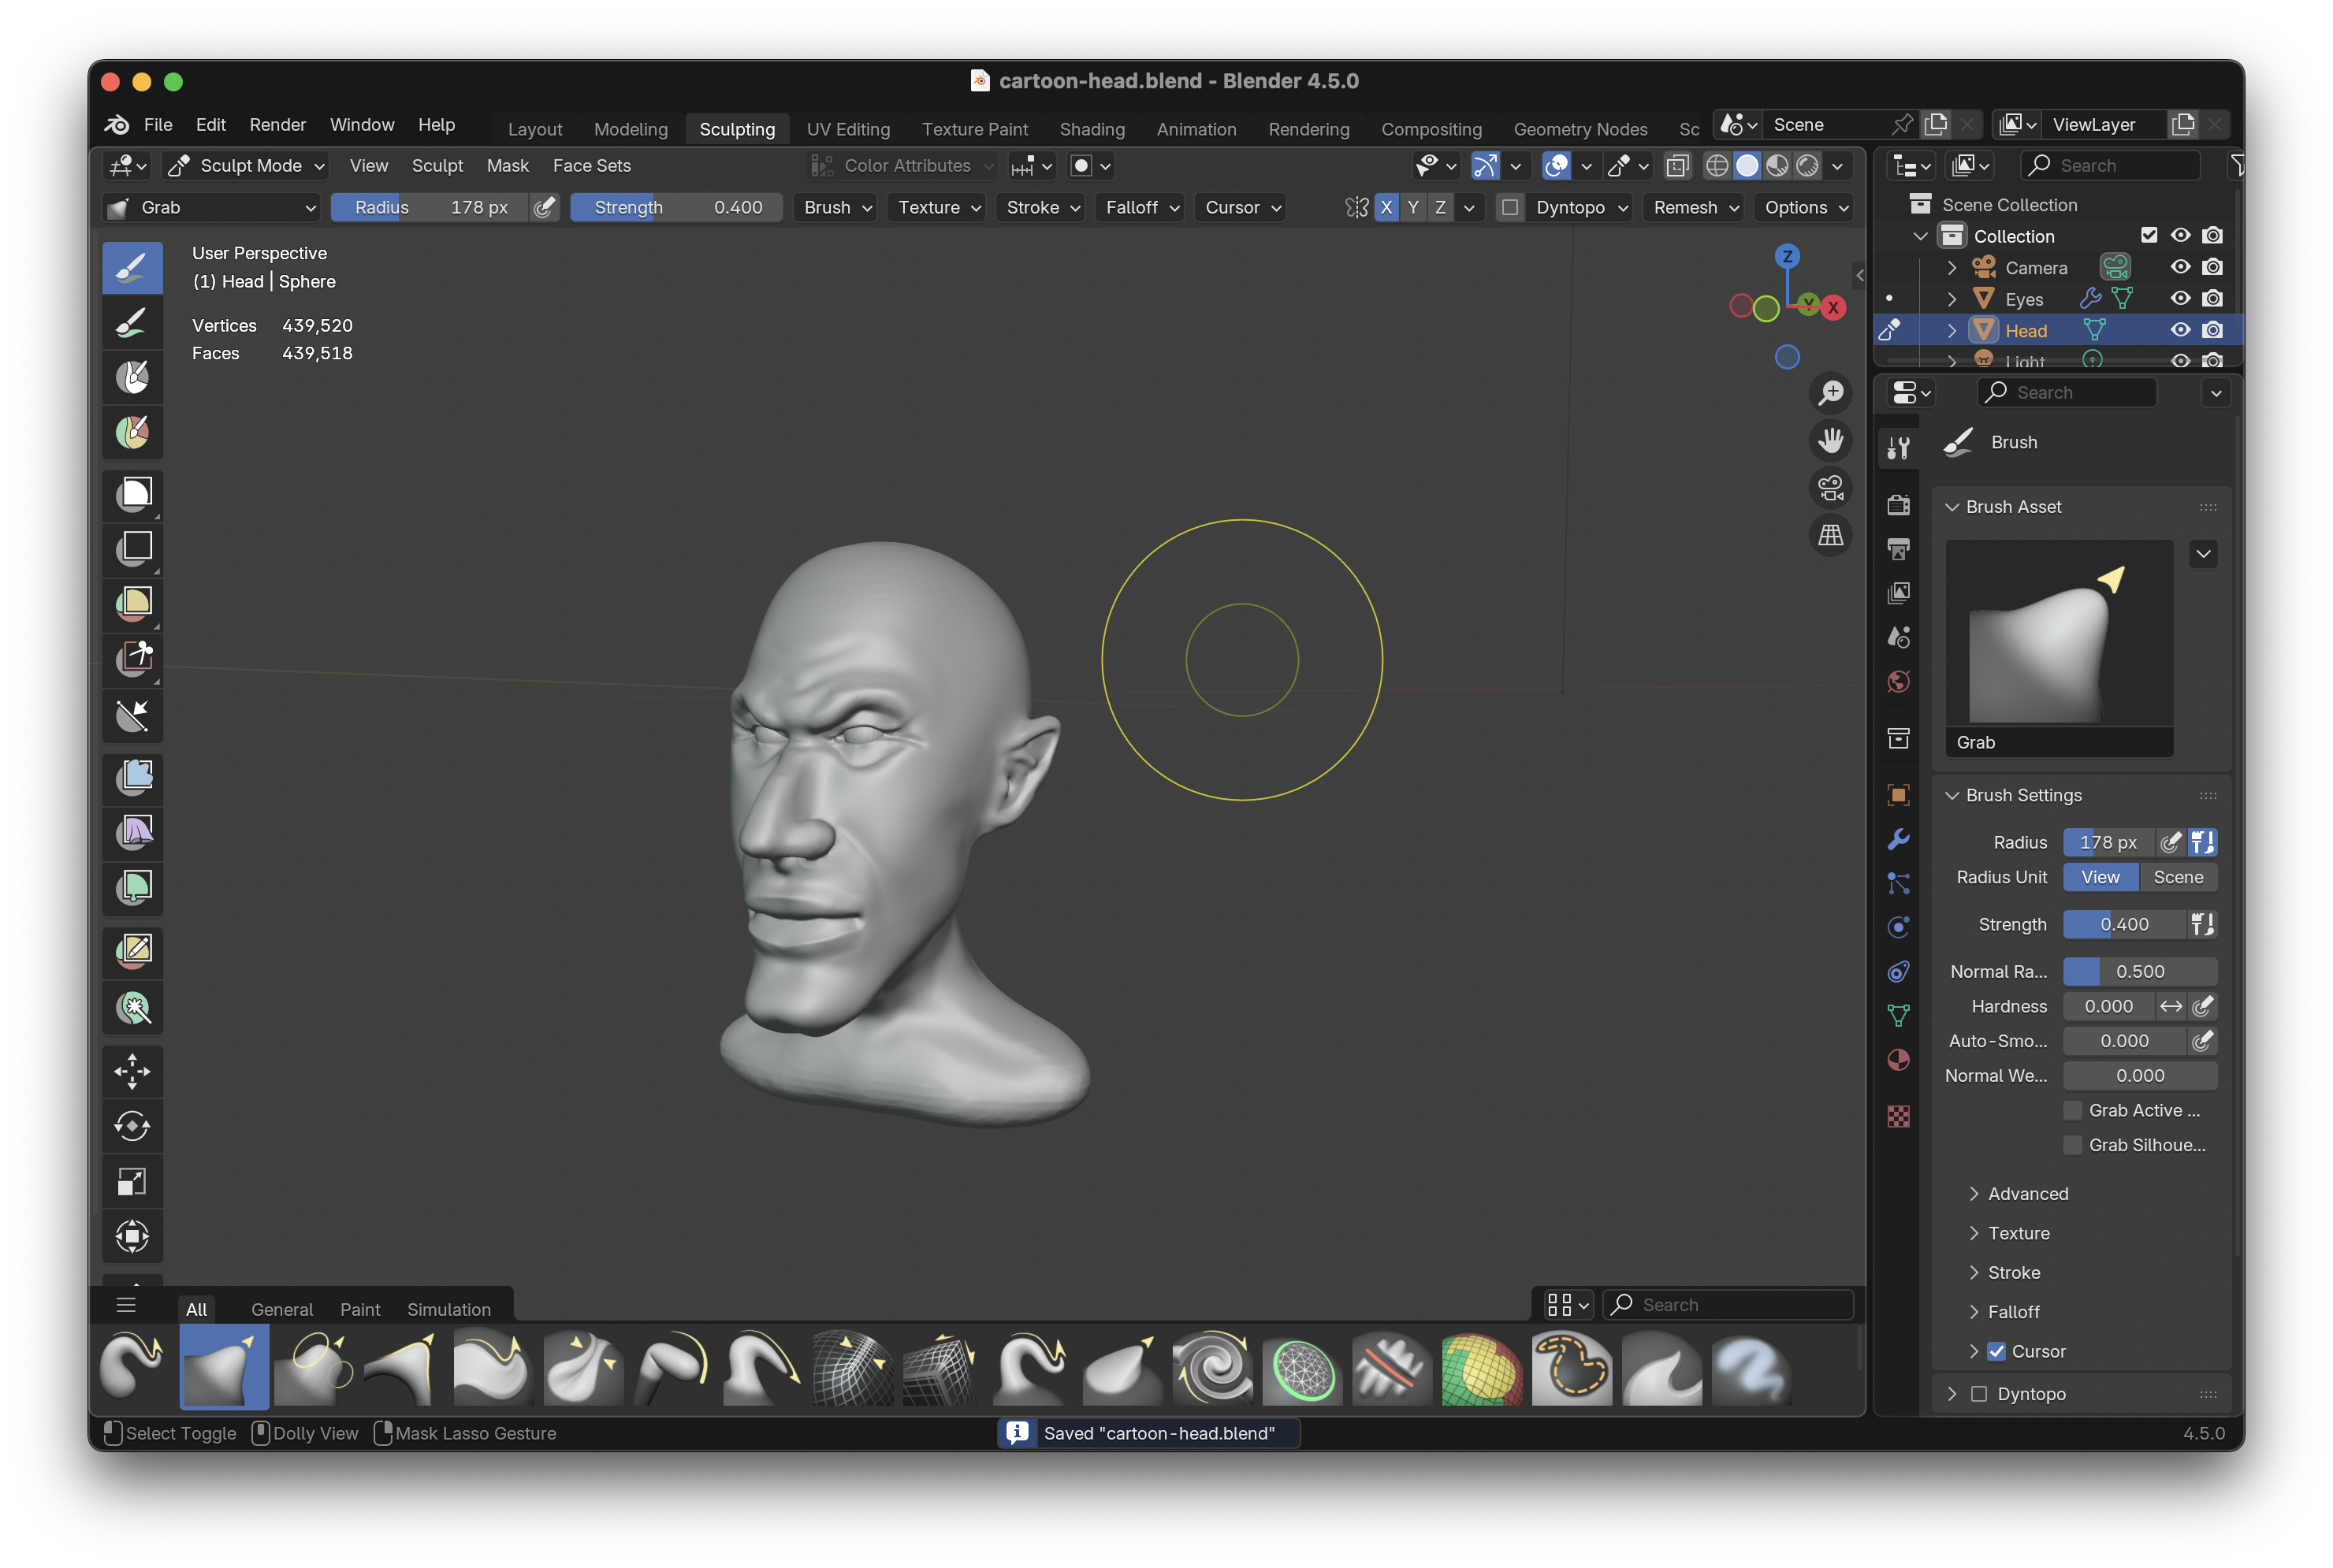 cartoon-head.blend - Blender 4.5.0
File Edit Render Window Help Layout Modeling Sculpting UV Editing Texture Paint Shading Animation Rendering Compositing Geometry Nodes Sc Scene ViewLayer
Sculpt Mode View Sculpt Mask Face Sets Color Attributes
Grab Radius 178 px Strength 0.400 Brush Texture Stroke Falloff Cursor X Y Z Dyntopo Remesh Options
User Perspective
(1) Head | Sphere
Vertices 439,520
Faces 439,518
Z
Y X
All General Paint Simulation
Search
Search
Scene Collection
Collection
Camera
Eyes
Head
Light
Search
Brush
Brush Asset
Grab
Brush Settings
Radius 178 px
Radius Unit View Scene
Strength 0.400
Normal Ra... 0.500
Hardness 0.000
Auto-Smo... 0.000
Normal We... 0.000
Grab Active ...
Grab Silhoue...
Advanced
Texture
Stroke
Falloff
Cursor
Dyntopo
Select Toggle Dolly View Mask Lasso Gesture Saved "cartoon-head.blend" 4.5.0